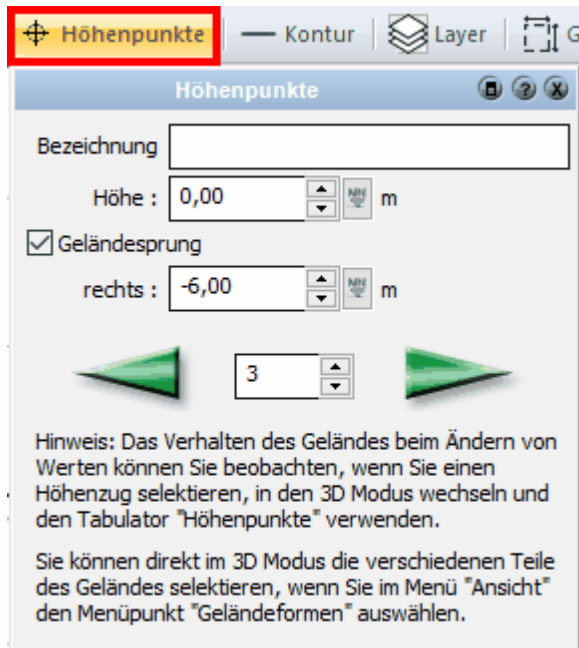 Höhenpunkte Kontur Layer G
Höhenpunkte
Bezeichnung
Höhe : 0,00 NN m
Geländesprung
rechts : -6,00 NN m
3
Hinweis: Das Verhalten des Geländes beim Ändern von
Werten können Sie beobachten, wenn Sie einen
Höhenzug selektieren, in den 3D Modus wechseln und
den Tabulator "Höhenpunkte" verwenden.
Sie können direkt im 3D Modus die verschiedenen Teile
des Geländes selektieren, wenn Sie im Menü "Ansicht"
den Menüpunkt "Geländeformen" auswählen.